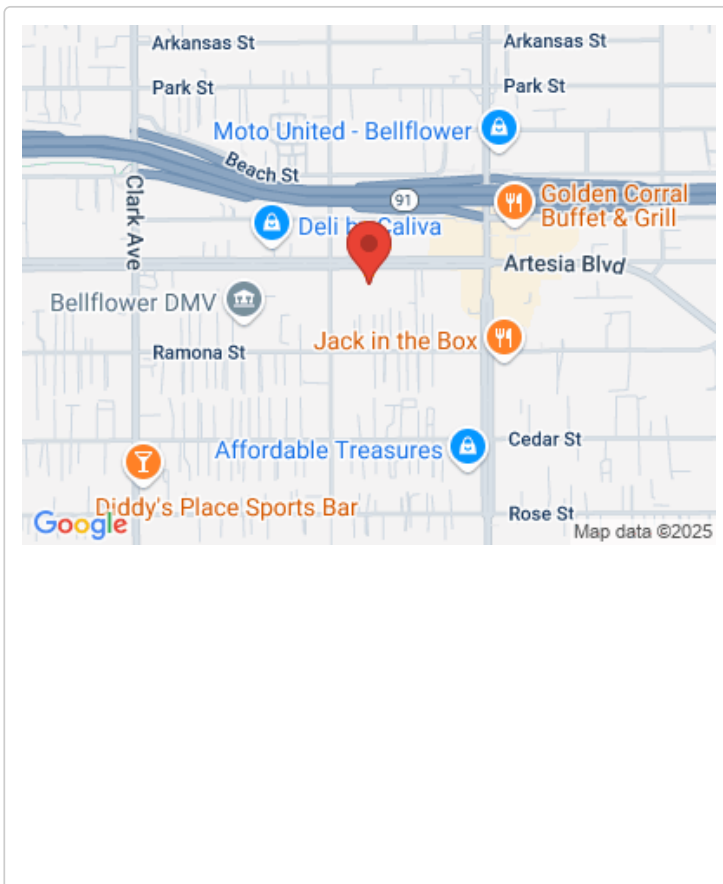 Arkansas St
Arkansas St
Park St
Park St
Moto United - Bellflower
Beach St
91
Golden Corral
Buffet & Grill
Clark Ave
Deli by Caliva
Artesia Blvd
Bellflower DMV
Jack in the Box
Ramona St
Cedar St
Affordable Treasures
Diddy's Place Sports Bar
Rose St
Google
Map data ©2025